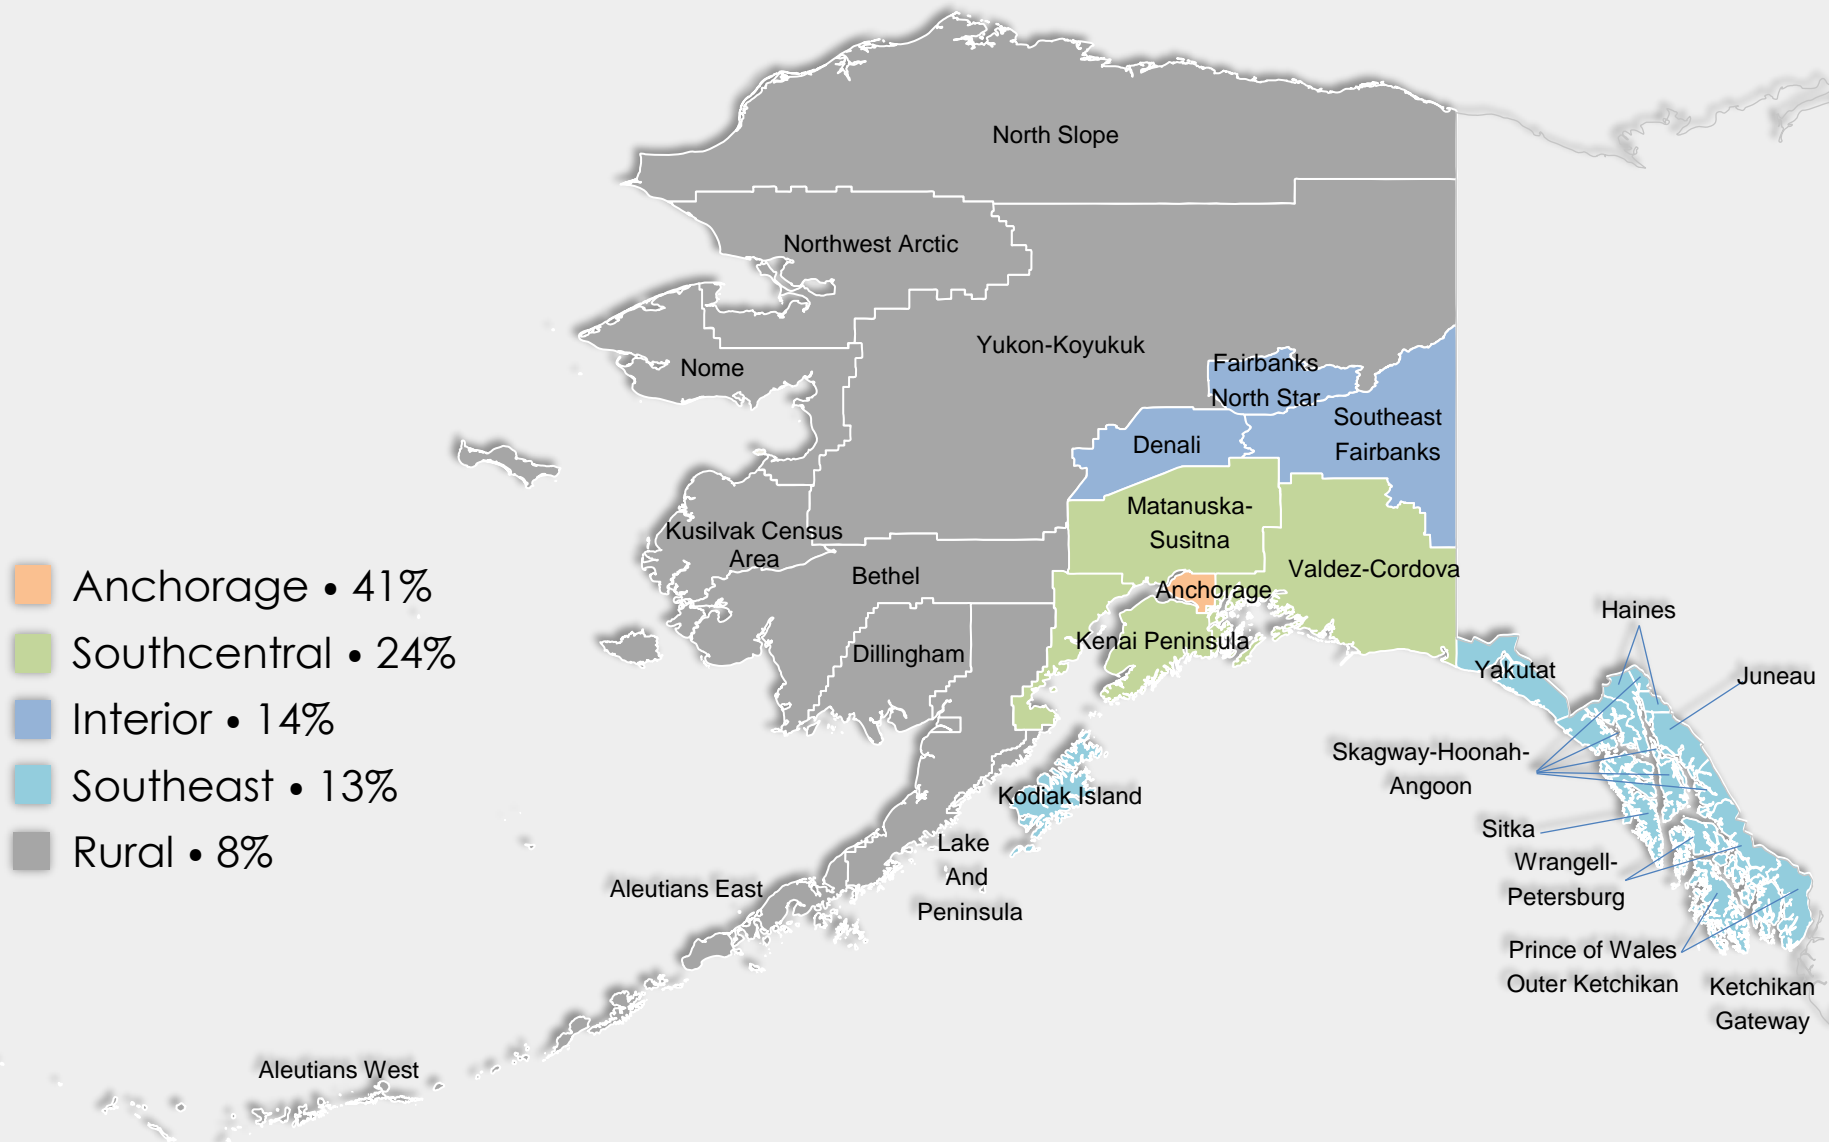 North Slope
Northwest Arctic
Yukon-Koyukuk
Nome
Fairbanks
North Star
Southeast
Fairbanks
Denali
Matanuska-
Susitna
Kusilvak Census
Area
Bethel
Valdez-Cordova
Anchorage
Kenai Peninsula
Dillingham
Anchorage • 41%
Southcentral • 24%
Interior • 14%
Southeast • 13%
Rural • 8%
Haines
Yakutat
Juneau
Skagway-Hoonah-
Angoon
Kodiak Island
Sitka
Lake
And
Peninsula
Wrangell-
Petersburg
Aleutians East
Prince of Wales
Outer Ketchikan
Ketchikan
Gateway
Aleutians West